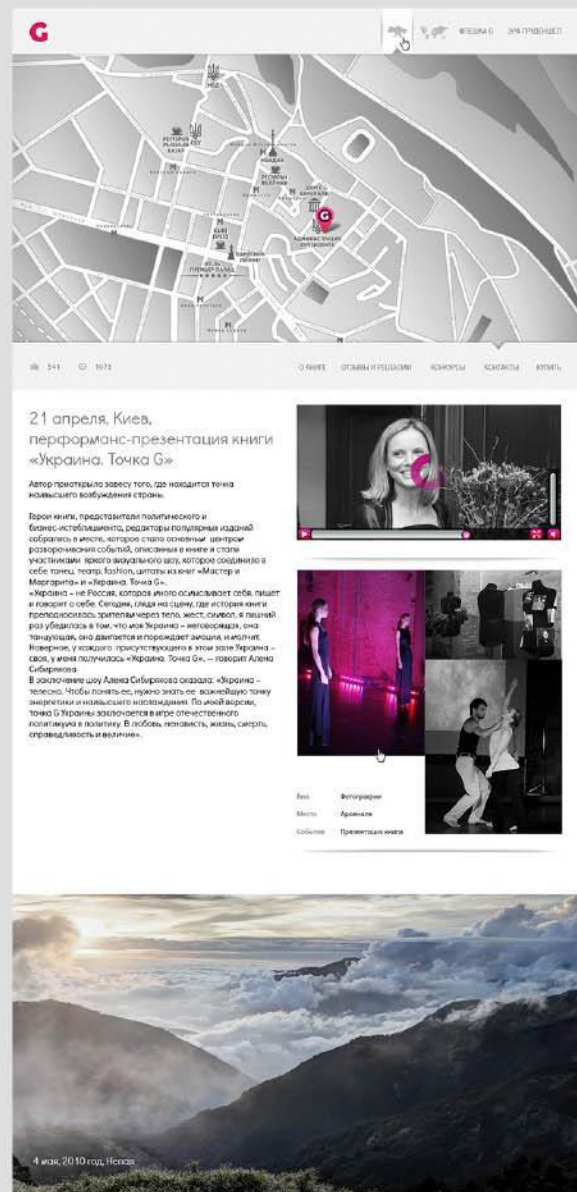 G
ФЛЕШКА G
МАЙДАН
G
541
1073
О КНИГЕ
ОТЗЫВЫ И РЕЦЕНЗИИ
КОНКУРСЫ
КОНТАКТЫ
КУПИТЬ
21 апреля, Киев,
перформанс-презентация книги
«Украина. Точка G»
Автор приоткрыла завесу того, где находится точка
наивысшего возбуждения страны.
Герои книги, представители политического и
бизнес-истеблишмента, редакторы популярных изданий
собрались в месте, которое стало основным центром
разворачивания событий, описанных в книге и стали
участниками яркого визуального шоу, которое соединило в
себе танец, театр, fashion, цитаты из книг «Мастер и
Маргарита» и «Украина. Точка G».
«Украина – не Россия, которая много осмысливает себя, пишет
и говорит о себе. Сегодня, глядя на сцену, где история книги
преподносилась зрителям через тело, жест, символ, я лишний
раз убедилась в том, что моя Украина – неговорящая, она
танцующая, она двигается и порождает эмоции, и молчит.
Наверное, у каждого присутствующего в этом зале Украина –
своя, у меня получилась «Украина. Точка G», – говорит Алена
Сибирякова
В заключение шоу Алена Сибирякова сказала: «Украина –
телесна. Чтобы понять ее, нужно знать ее важнейшую точку
энергетики и наивысшего наслаждения. По моей версии,
точка G Украины заключается в игре отечественного
политикума в политику. В любовь, ненависть, жизнь, смерть,
справедливость и величие».
Фотографии
Место
Арсенале
Событие
Презентация книги
4 мая, 2010 год, Непал